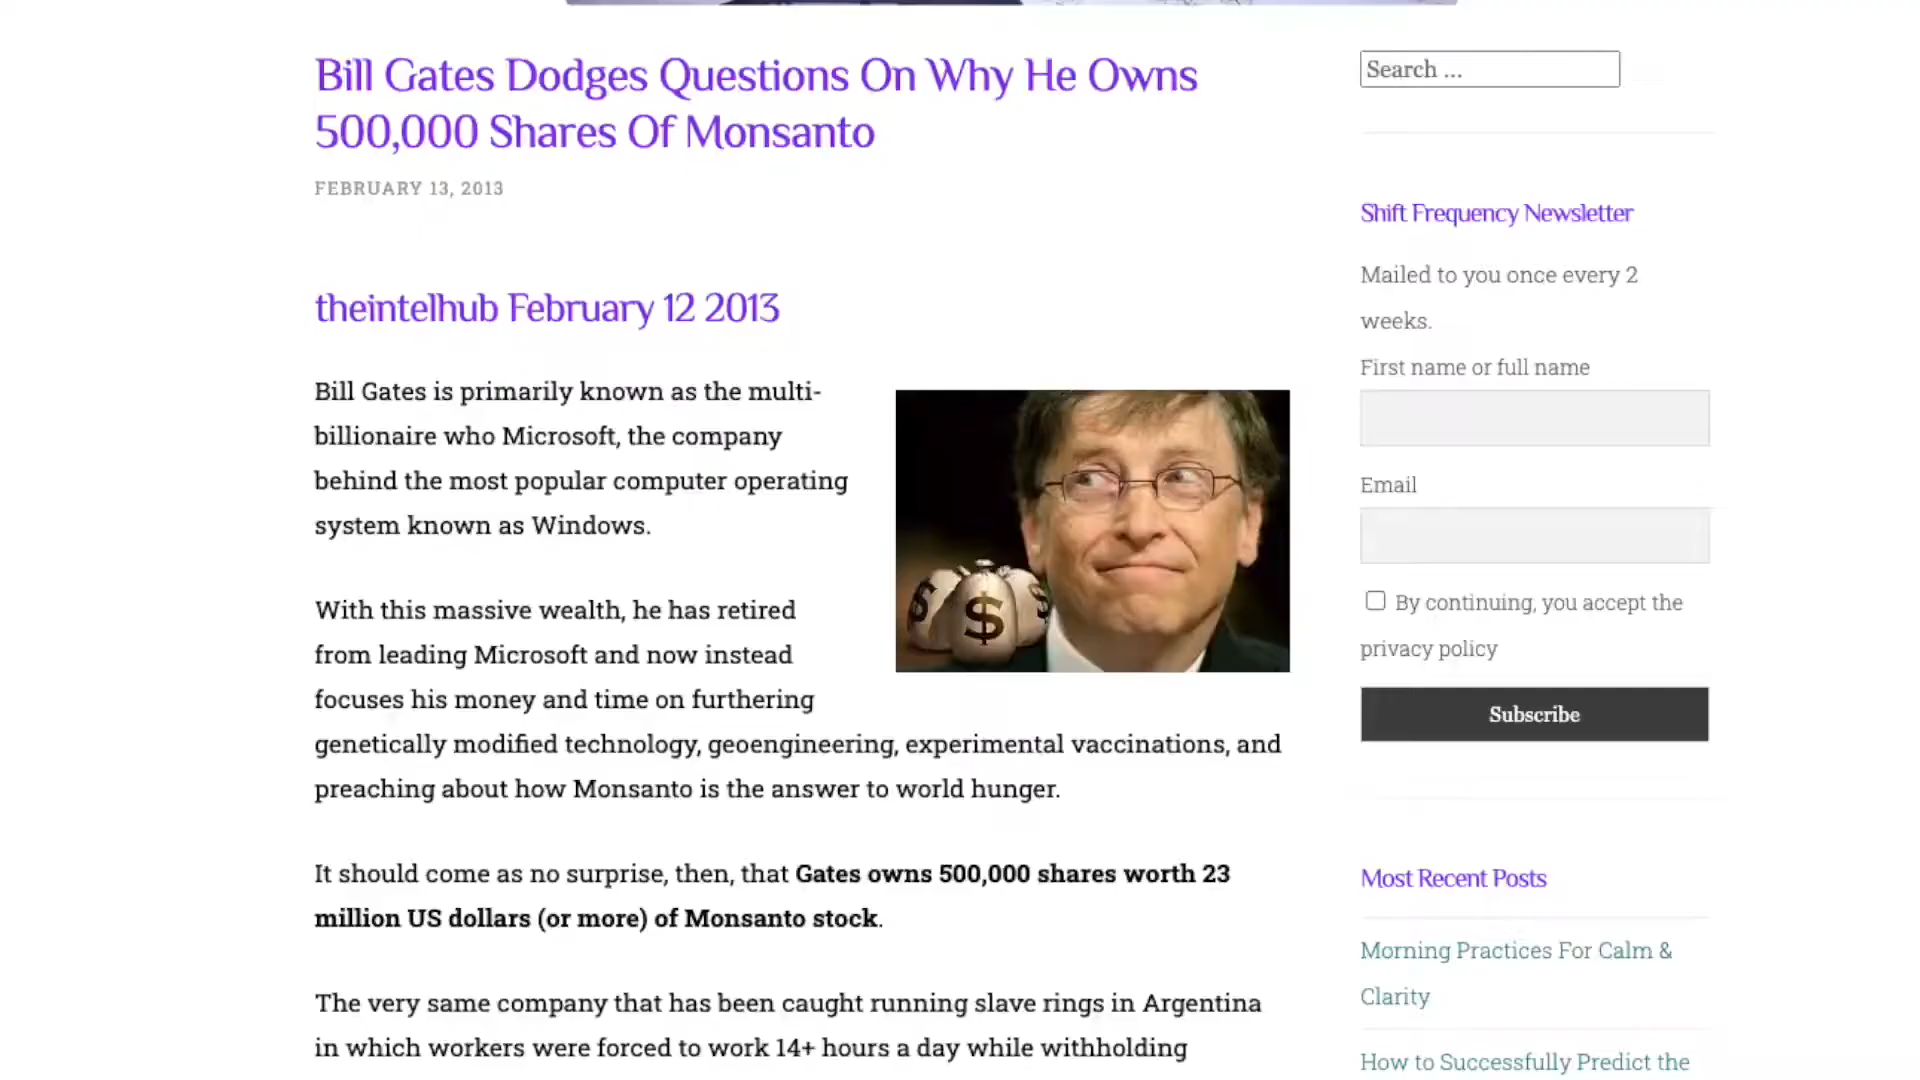 Bill Gates Dodges Questions On Why He Owns
500,000 Shares Of Monsanto
FEBRUARY 13, 2013
theintelhub February 12 2013
Bill Gates is primarily known as the multi-
billionaire who Microsoft, the company
behind the most popular computer operating
system known as Windows.
With this massive wealth, he has retired
from leading Microsoft and now instead
focuses his money and time on furthering
genetically modified technology, geoengineering, experimental vaccinations, and
preaching about how Monsanto is the answer to world hunger.
It should come as no surprise, then, that Gates owns 500,000 shares worth 23
million US dollars (or more) of Monsanto stock.
The very same company that has been caught running slave rings in Argentina
in which workers were forced to work 14+ hours a day while withholding
$ $ $
Search ...
Shift Frequency Newsletter
Mailed to you once every 2
weeks.
First name or full name
Email
By continuing, you accept the
privacy policy
Subscribe
Most Recent Posts
Morning Practices For Calm &
Clarity
How to Successfully Predict the